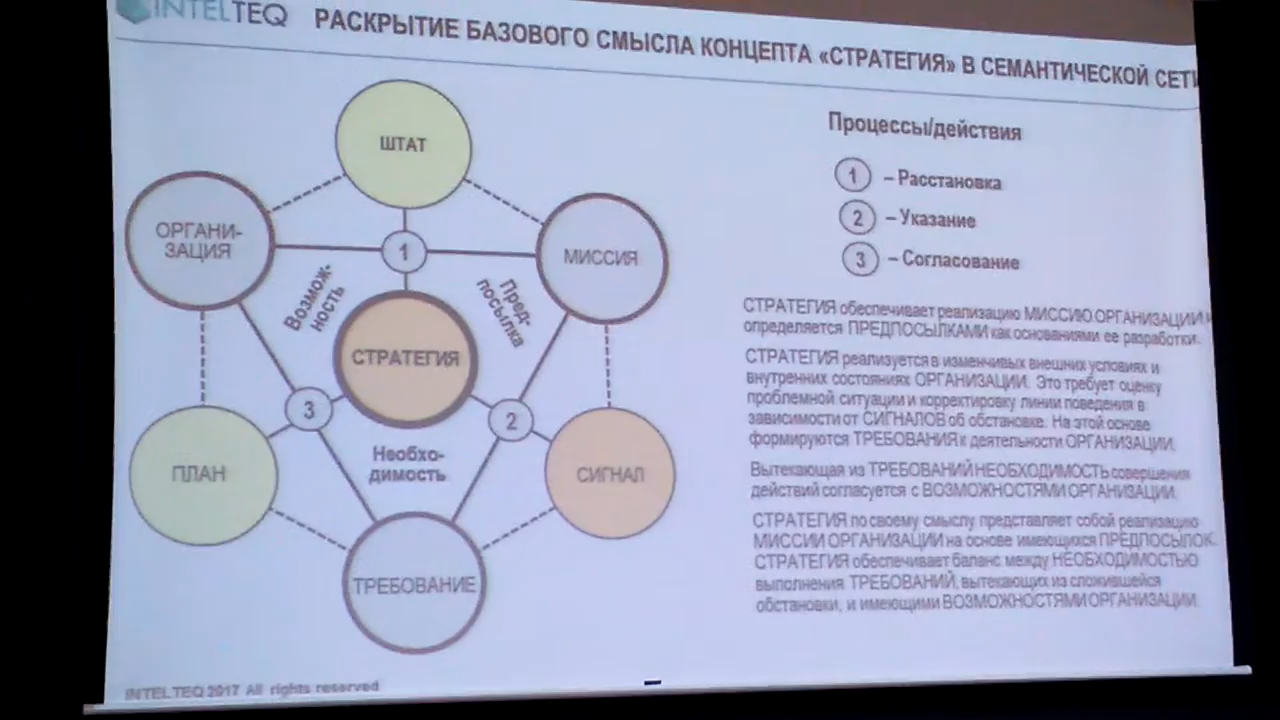 INTELTEQ
РАСКРЫТИЕ БАЗОВОГО СМЫСЛА КОНЦЕПТА «СТРАТЕГИЯ» В СЕМАНТИЧЕСКОЙ СЕТИ
ШТАТ
ОРГАНИ-
ЗАЦИЯ
МИССИЯ
1
Возмож-
ность
Пред-
посылка
СТРАТЕГИЯ
3
2
Необхо-
димость
ПЛАН
СИГНАЛ
ТРЕБОВАНИЕ
Процессы/действия
1 – Расстановка
2 – Указание
3 – Согласование
СТРАТЕГИЯ обеспечивает реализацию МИССИЮ ОРГАНИЗАЦИИ и
определяется ПРЕДПОСЫЛКАМИ как основаниями ее разработки.
СТРАТЕГИЯ реализуется в изменчивых внешних условиях и
внутренних состояниях ОРГАНИЗАЦИИ. Это требует оценку
проблемной ситуации и корректировку линии поведения в
зависимости от СИГНАЛОВ об обстановке. На этой основе
формируются ТРЕБОВАНИЯ к деятельности ОРГАНИЗАЦИИ.
Вытекающая из ТРЕБОВАНИЙ НЕОБХОДИМОСТЬ совершения
действий согласуется с ВОЗМОЖНОСТЯМИ ОРГАНИЗАЦИИ.
СТРАТЕГИЯ по своему смыслу представляет собой реализацию
МИССИИ ОРГАНИЗАЦИИ на основе имеющихся ПРЕДПОСЫЛОК.
СТРАТЕГИЯ обеспечивает баланс между НЕОБХОДИМОСТЬЮ
выполнения ТРЕБОВАНИЙ, вытекающих из сложившейся
обстановки, и имеющими ВОЗМОЖНОСТЯМИ ОРГАНИЗАЦИИ.
INTELTEQ 2017 All rights reserved